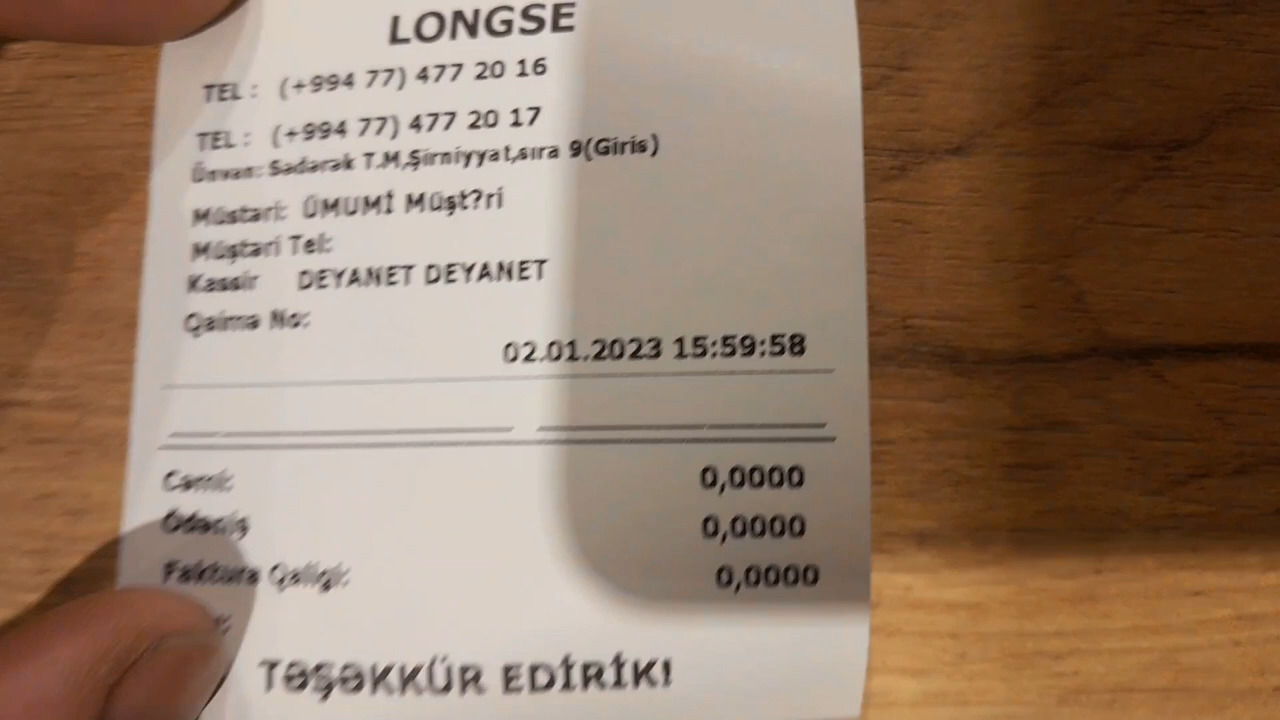 LONGSE
TEL : (+994 77) 477 20 16
TEL : (+994 77) 477 20 17
Ünvan: Sədərək T.M,Şirniyyat,sıra 9(Giris)
Müştəri: ÜMUMİ Müşt?ri
Müştəri Tel:
Kassir DEYANET DEYANET
Qaimə No:
02.01.2023 15:59:58
Cəmi: 0,0000
Ödəniş 0,0000
Faktura Qaligi: 0,0000
TƏŞƏKKÜR EDİRİK!